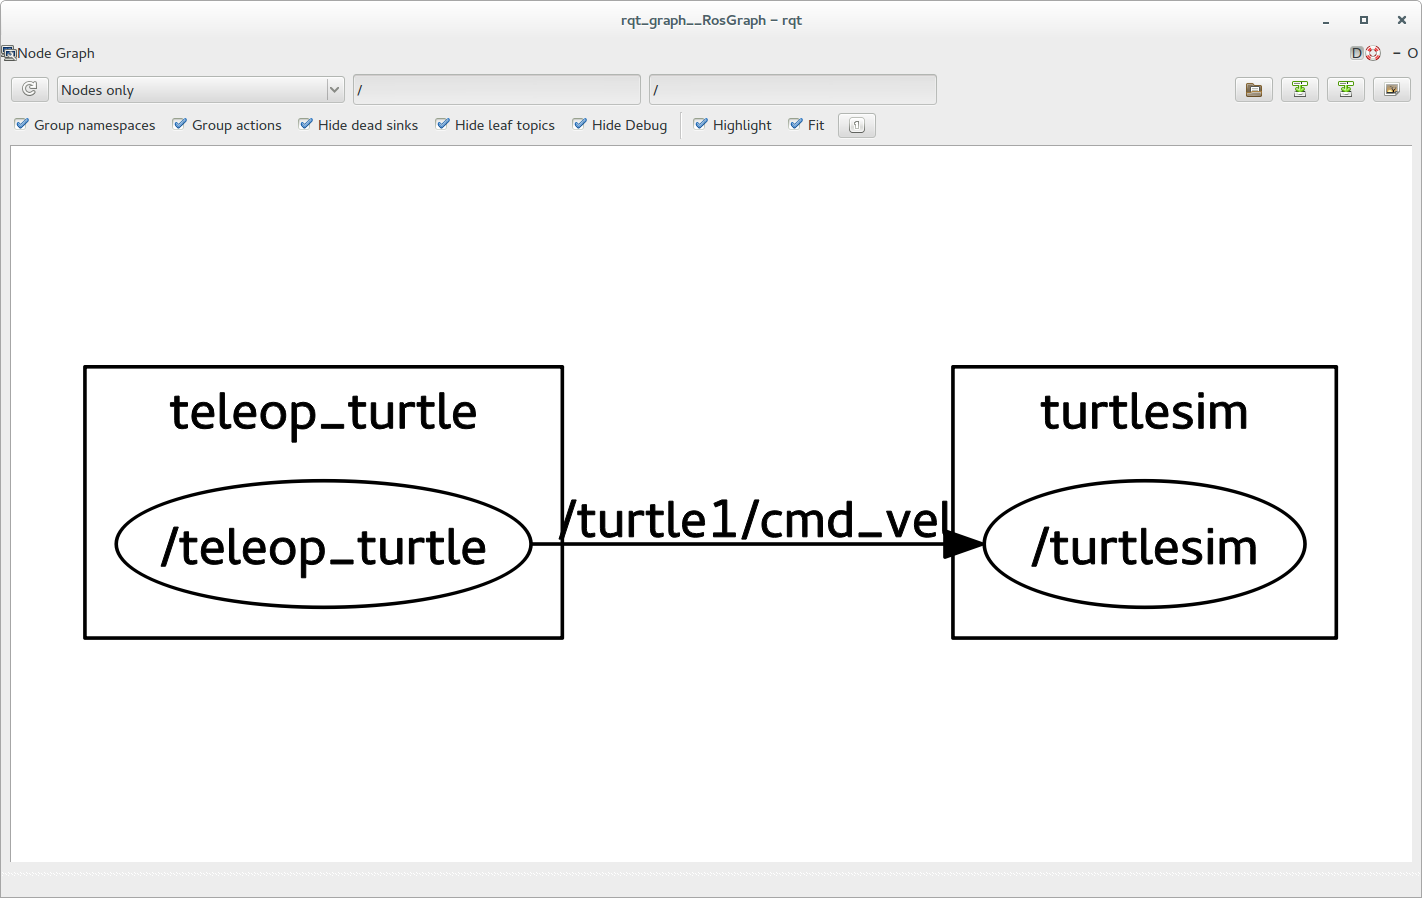 rqt_graph__RosGraph - rqt
Node Graph
D
- O
Nodes only
/
/
Group namespaces Group actions Hide dead sinks Hide leaf topics Hide Debug Highlight Fit
teleop_turtle
turtlesim
/teleop_turtle
/turtle1/cmd_vel
/turtlesim